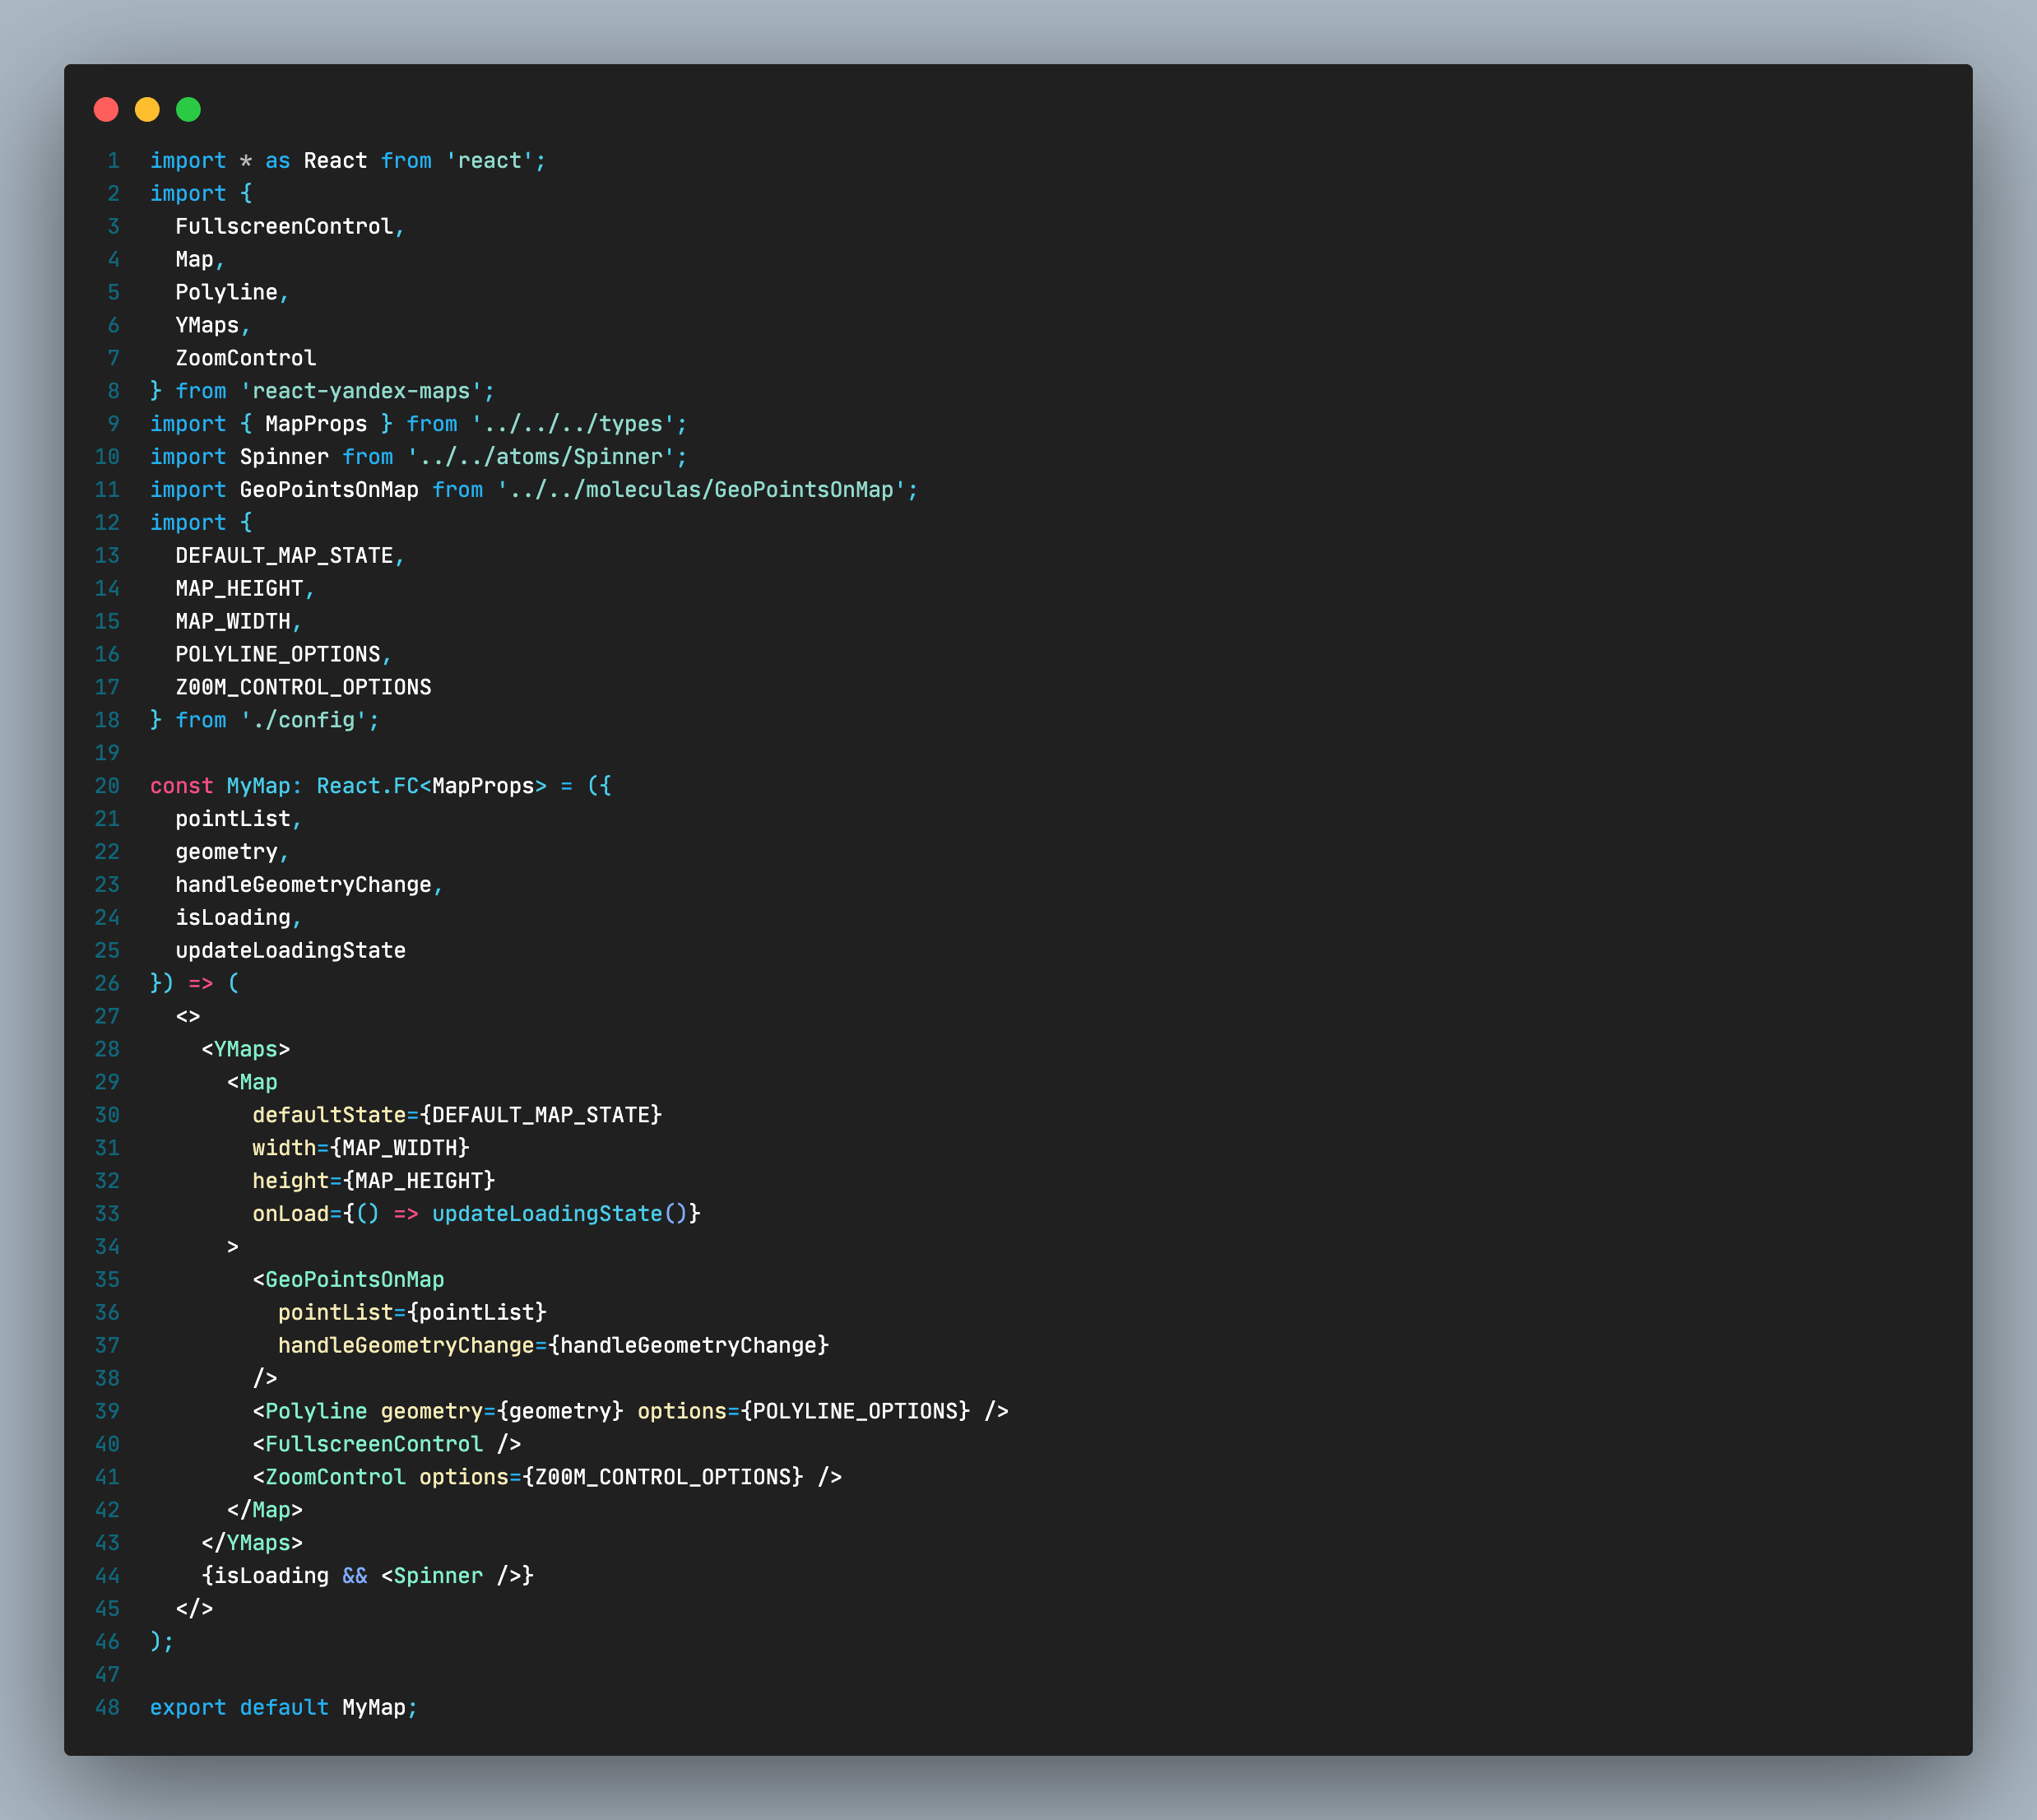 1 import * as React from 'react';
2 import {
3   FullscreenControl,
4   Map,
5   Polyline,
6   YMaps,
7   ZoomControl
8 } from 'react-yandex-maps';
9 import { MapProps } from '../../../types';
10 import Spinner from '../../atoms/Spinner';
11 import GeoPointsOnMap from '../../moleculas/GeoPointsOnMap';
12 import {
13   DEFAULT_MAP_STATE,
14   MAP_HEIGHT,
15   MAP_WIDTH,
16   POLYLINE_OPTIONS,
17   Z00M_CONTROL_OPTIONS
18 } from './config';
19
20 const MyMap: React.FC<MapProps> = ({
21   pointList,
22   geometry,
23   handleGeometryChange,
24   isLoading,
25   updateLoadingState
26 }) => (
27   <>
28     <YMaps>
29       <Map
30         defaultState={DEFAULT_MAP_STATE}
31         width={MAP_WIDTH}
32         height={MAP_HEIGHT}
33         onLoad={() => updateLoadingState()}
34       >
35         <GeoPointsOnMap
36           pointList={pointList}
37           handleGeometryChange={handleGeometryChange}
38         />
39         <Polyline geometry={geometry} options={POLYLINE_OPTIONS} />
40         <FullscreenControl />
41         <ZoomControl options={Z00M_CONTROL_OPTIONS} />
42       </Map>
43     </YMaps>
44     {isLoading && <Spinner />}
45   </>
46 );
47
48 export default MyMap;